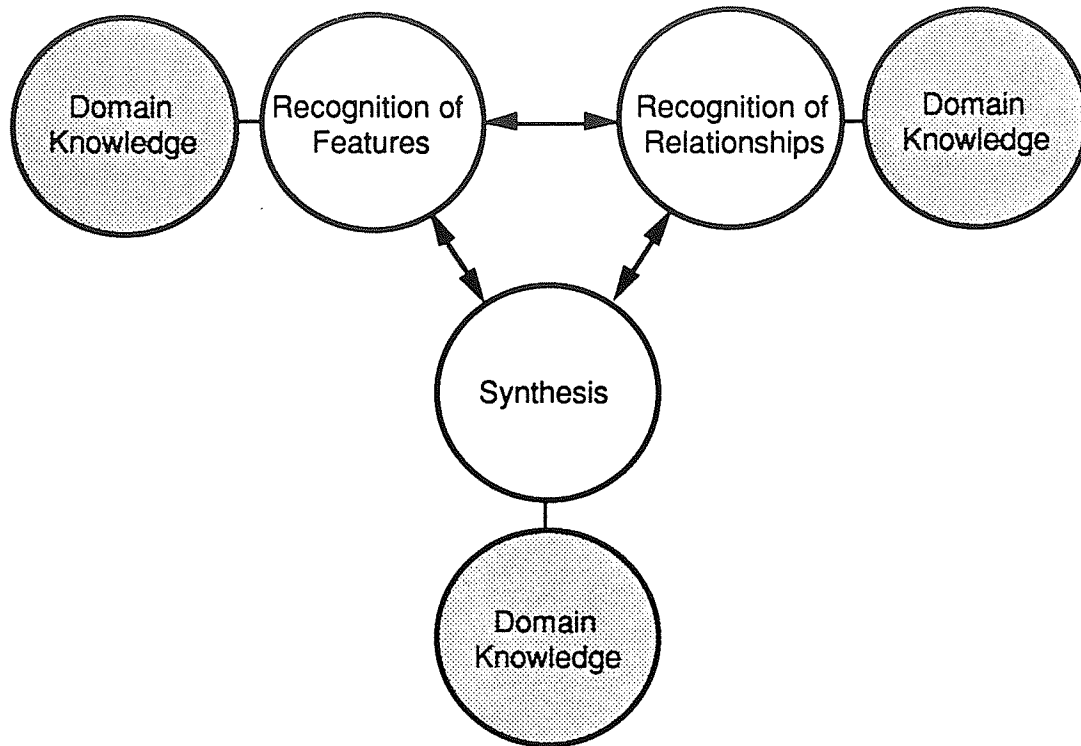 Domain
Knowledge
Recognition of
Features
Recognition of
Relationships
Domain
Knowledge
Synthesis
Domain
Knowledge